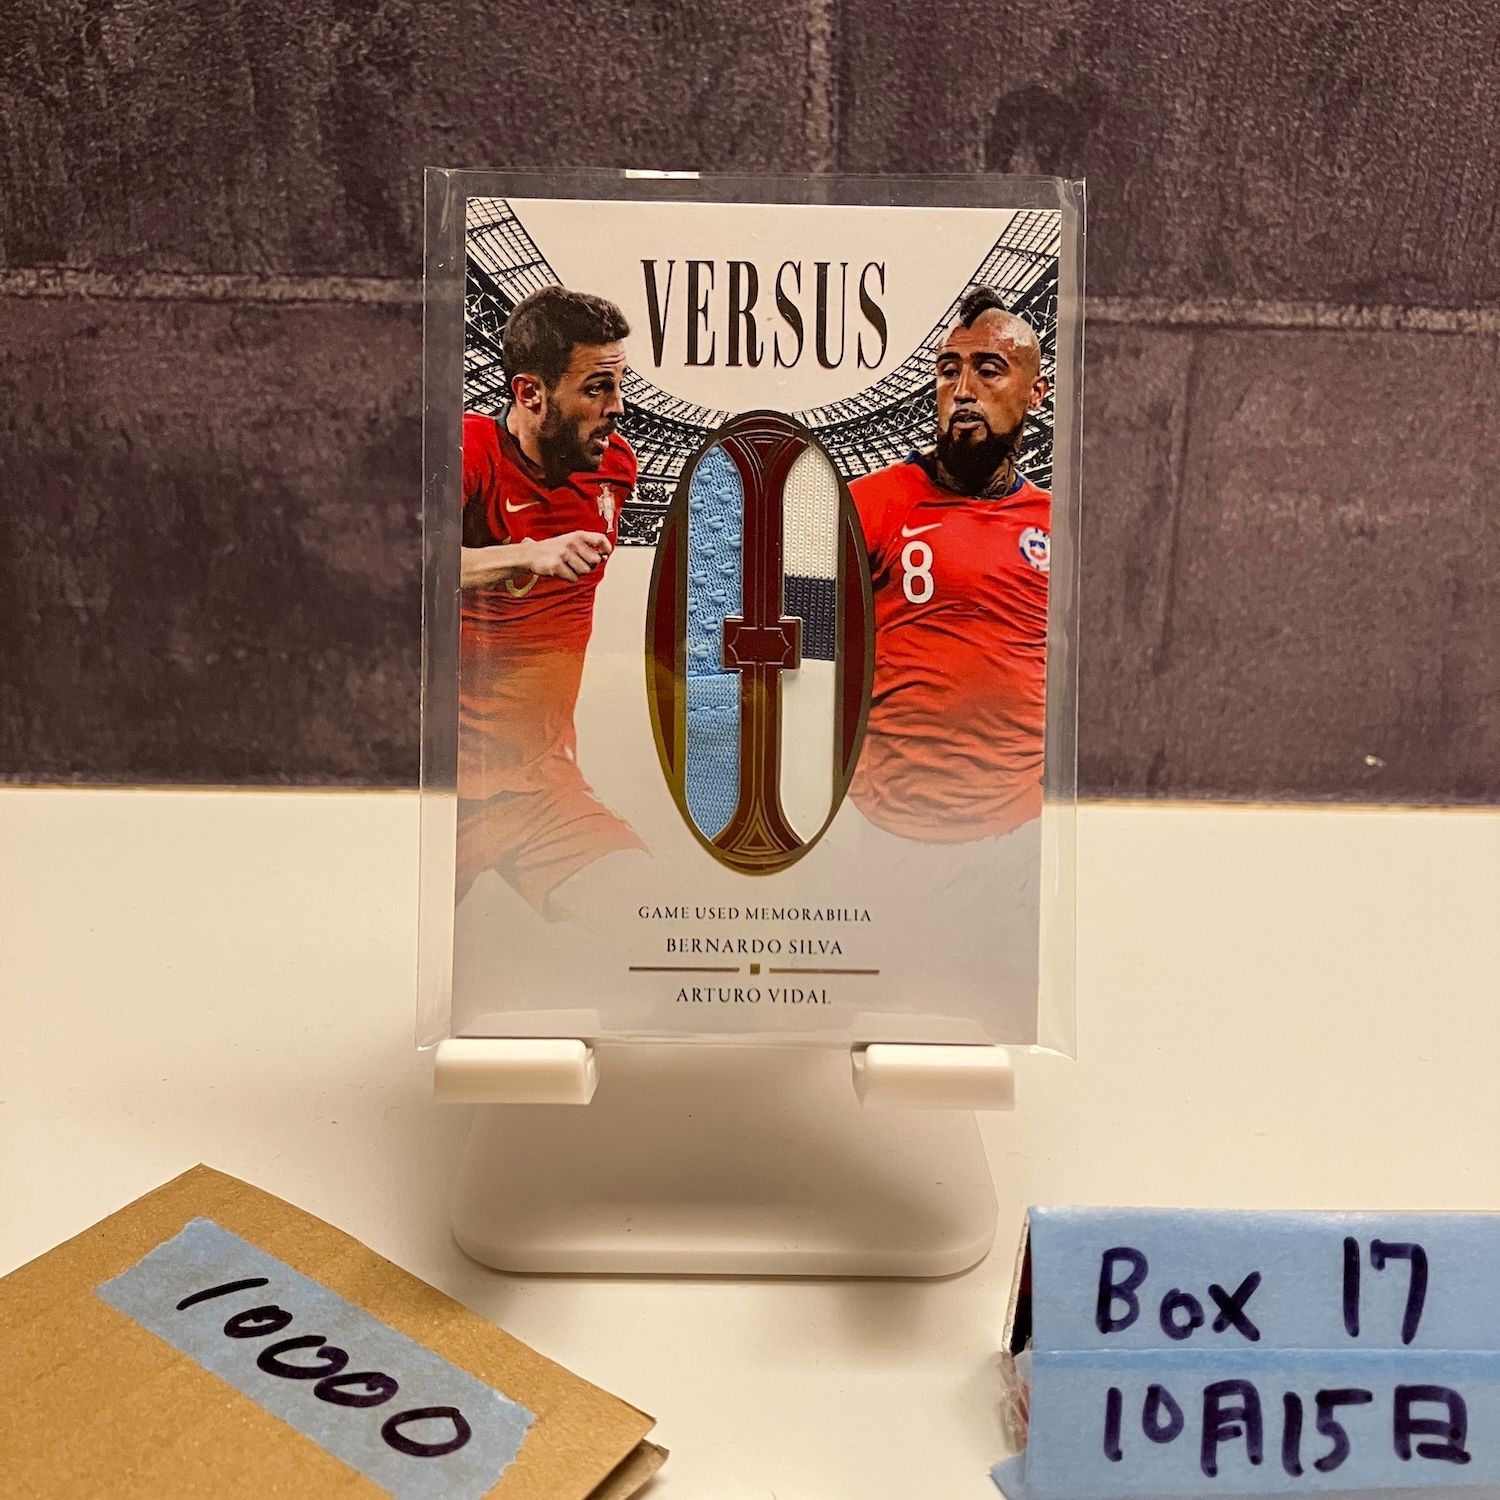 VERSUS
8
GAME USED MEMORABILIA
BERNARDO SILVA
ARTURO VIDAL
10000
Box 17
10月15日